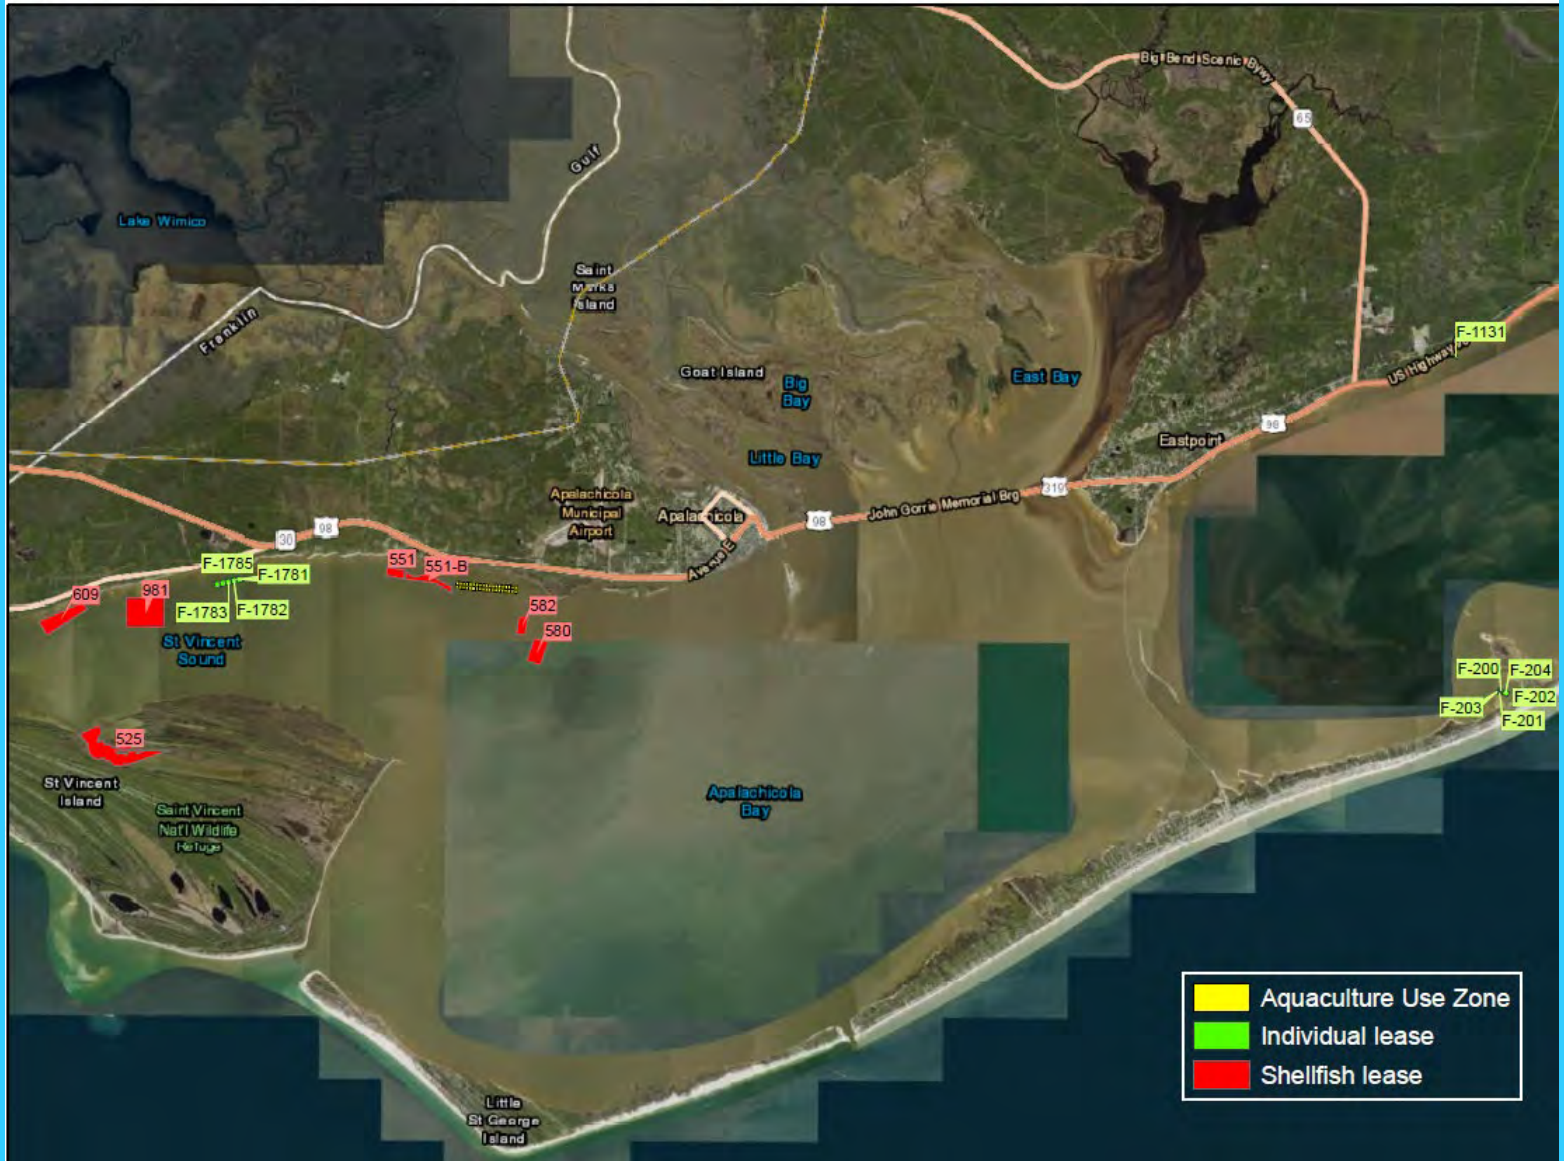 Big Bend Scenic Bywy
65
Gulf
Lake Wimico
Saint
Marks
Island
Franklin
F-1131
US Highway
Goat Island
Big
Bay
East Bay
98
Eastpoint
Little Bay
319
Apalachicola
Municipal
Airport
Apalachicola
98
John Gorrie Memorial Brg
30
98
Avenue E
F-1785
F-1781
551
551-B
609
981
F-1783
F-1782
582
580
St Vincent
Sound
F-200
F-204
F-203
F-202
F-201
525
St Vincent
Island
Saint Vincent
Nat'l Wildlife
Refuge
Apalachicola
Bay
Aquaculture Use Zone
Individual lease
Shellfish lease
Little
St George
Island